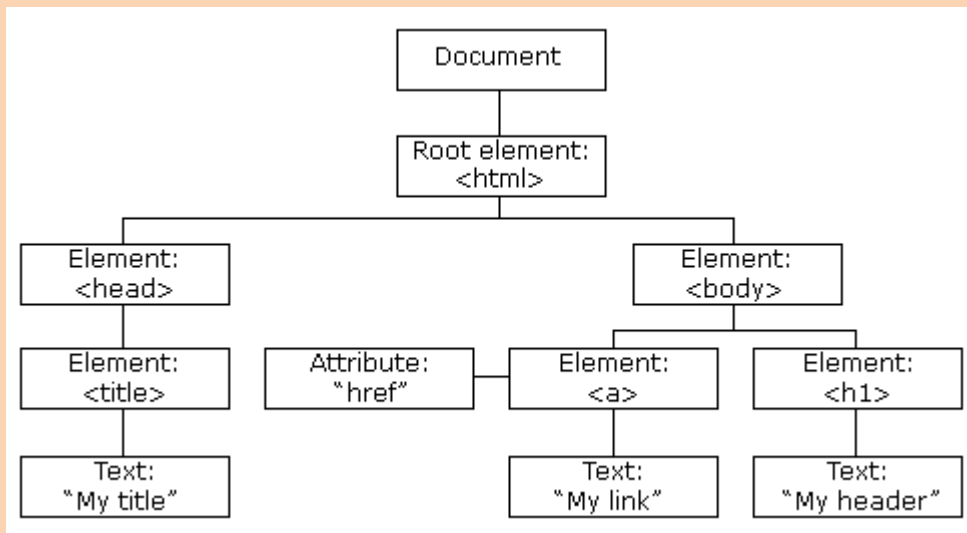 Document
Root element:
<html>
Element:
<head>
Element:
<body>
Element:
<title>
Attribute:
“href”
Element:
<a>
Element:
<h1>
Text:
“My title”
Text:
“My link”
Text:
“My header”